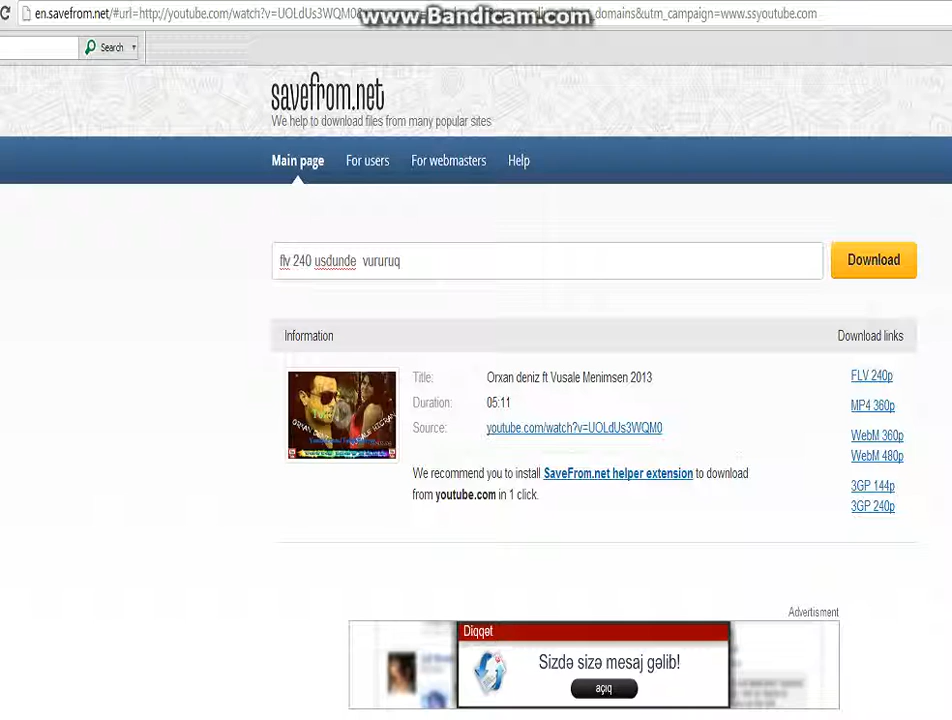 www.Bandicam.com
en.savefrom.net/#url=http://youtube.com/watch?v=UOLdUs3WQM0& domains&utm_campaign=www.ssyoutube.com
Search
savefrom.net
We help to download files from many popular sites
Main page For users For webmasters Help
flv 240 usdunde vururuq Download
Information Download links
Title: Orxan deniz ft Vusale Menimsen 2013 FLV 240p
Duration: 05:11 MP4 360p
Source: youtube.com/watch?v=UOLdUs3WQM0 WebM 360p
WebM 480p
We recommend you to install SaveFrom.net helper extension to download
from youtube.com in 1 click.
3GP 144p
3GP 240p
Advertisment
Diqqət
Sizdə sizə mesaj gəlib!
açıq